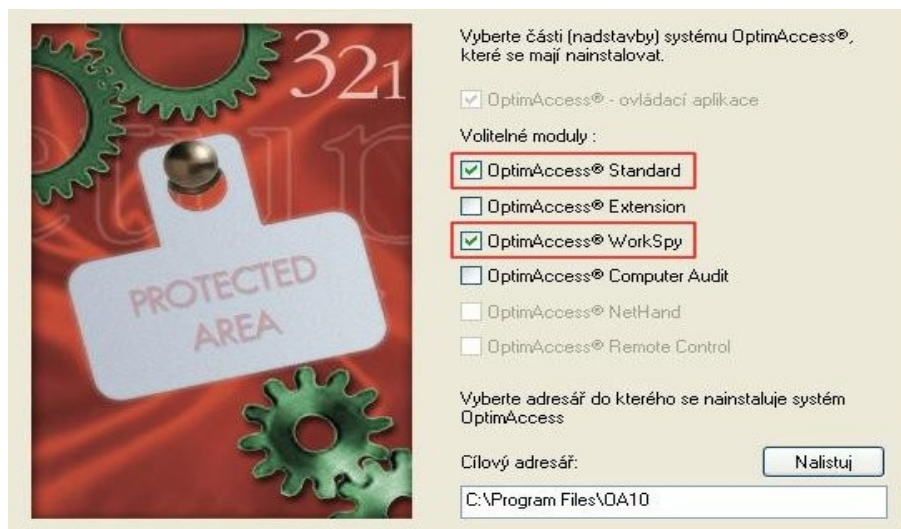 321
PROTECTED
AREA
Vyberte části (nadstavby) systému OptimAccess®,
které se mají nainstalovat.
OptimAccess® - ovládací aplikace
Volitelné moduly :
OptimAccess® Standard
OptimAccess® Extension
OptimAccess® WorkSpy
OptimAccess® Computer Audit
OptimAccess® NetHand
OptimAccess® Remote Control
Vyberte adresář do kterého se nainstaluje systém
OptimAccess
Cílový adresář:
Nalistuj
C:\Program Files\OA10